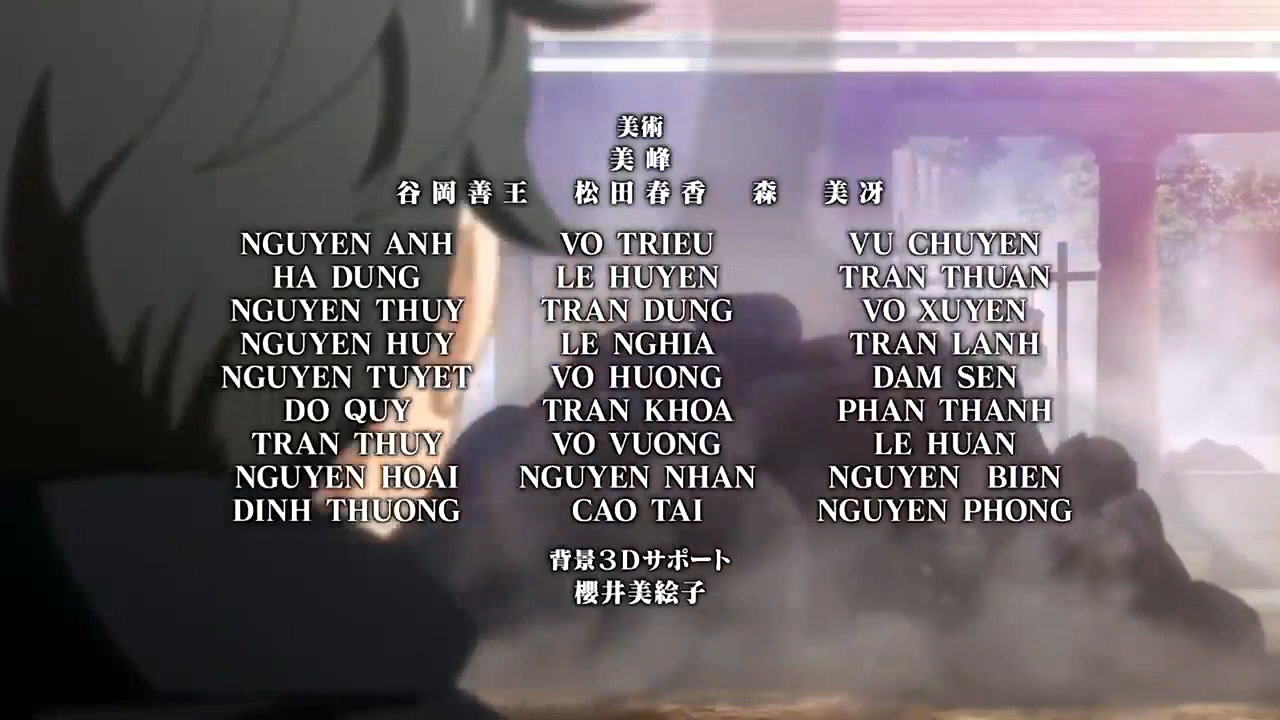 美術
美峰
谷岡善王 松田春香 森 美冴
NGUYEN ANH VO TRIEU VU CHUYEN
HA DUNG LE HUYEN TRAN THUAN
NGUYEN THUY TRAN DUNG VO XUYEN
NGUYEN HUY LE NGHIA TRAN LANH
NGUYEN TUYET VO HUONG DAM SEN
DO QUY TRAN KHOA PHAN THANH
TRAN THUY VO VUONG LE HUAN
NGUYEN HOAI NGUYEN NHAN NGUYEN BIEN
DINH THUONG CAO TAI NGUYEN PHONG
背景3Dサポート
櫻井美絵子